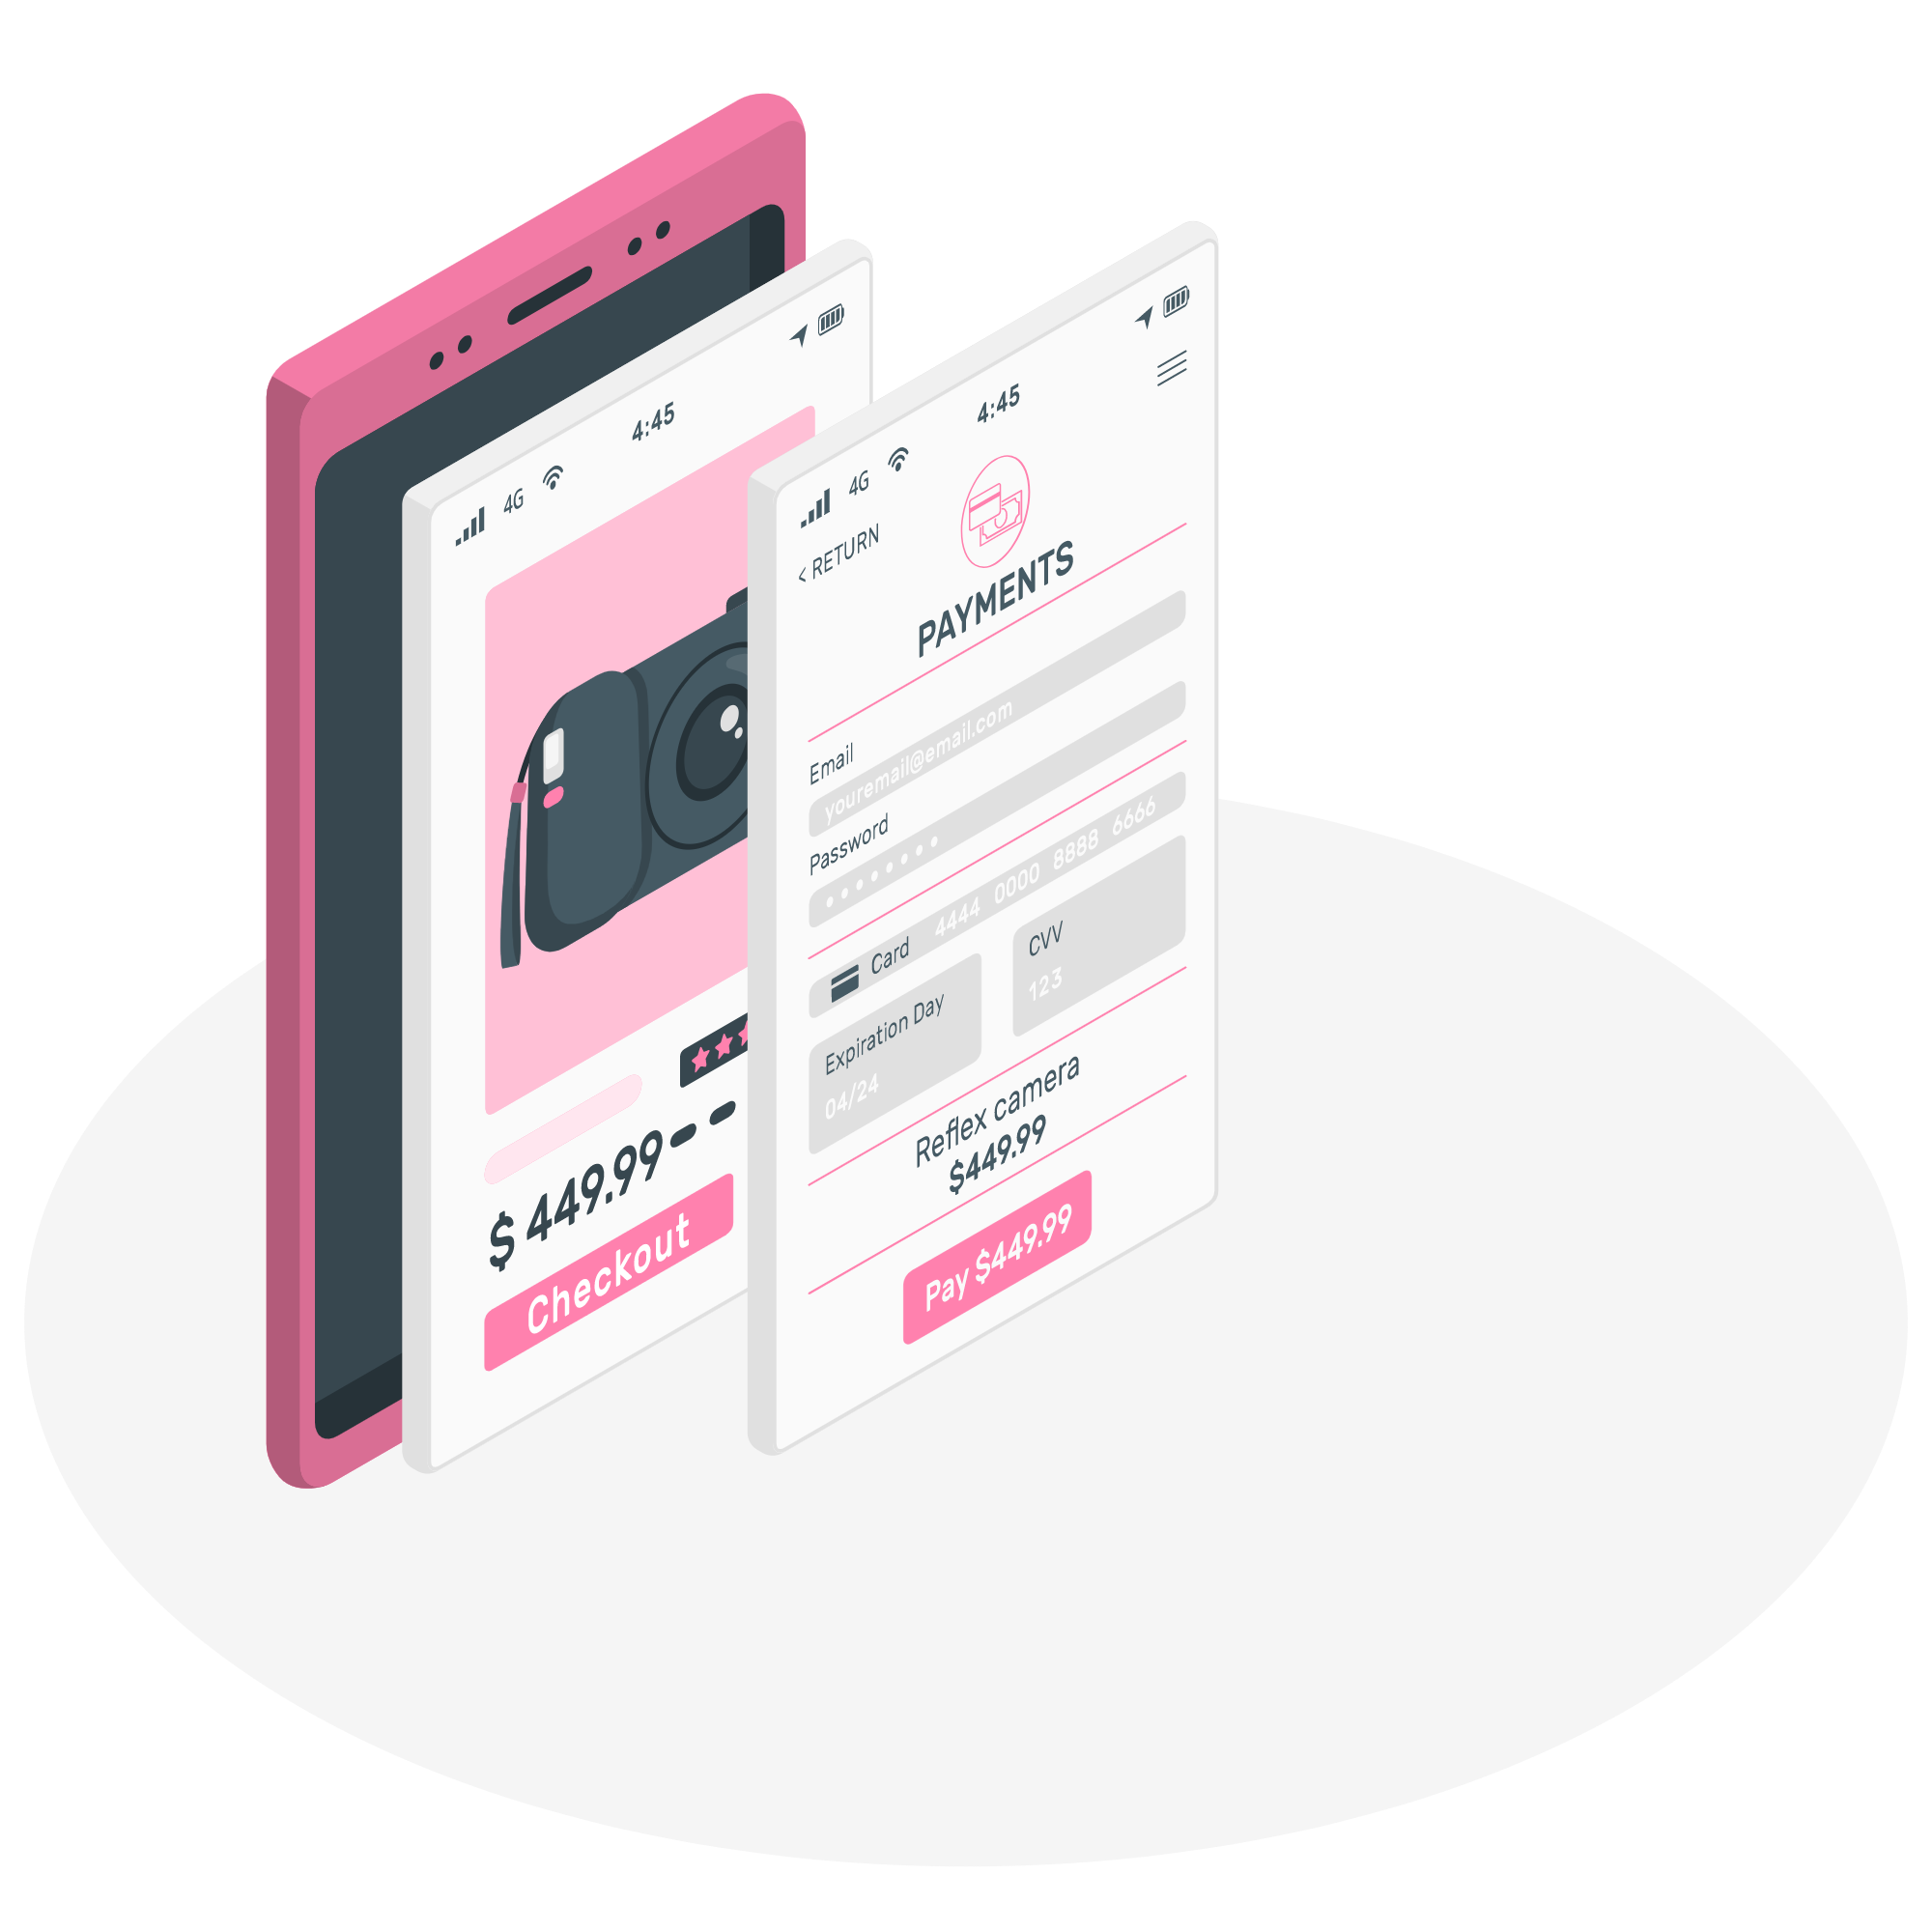 4G
4:45
$ 449.99
Checkout
4G
4:45
< RETURN
PAYMENTS
Email
youremail@email.com
Password
Card 4444 0000 8888 6666
Expiration Day
04/24
CVV
123
Reflex camera
$449.99
Pay $449.99